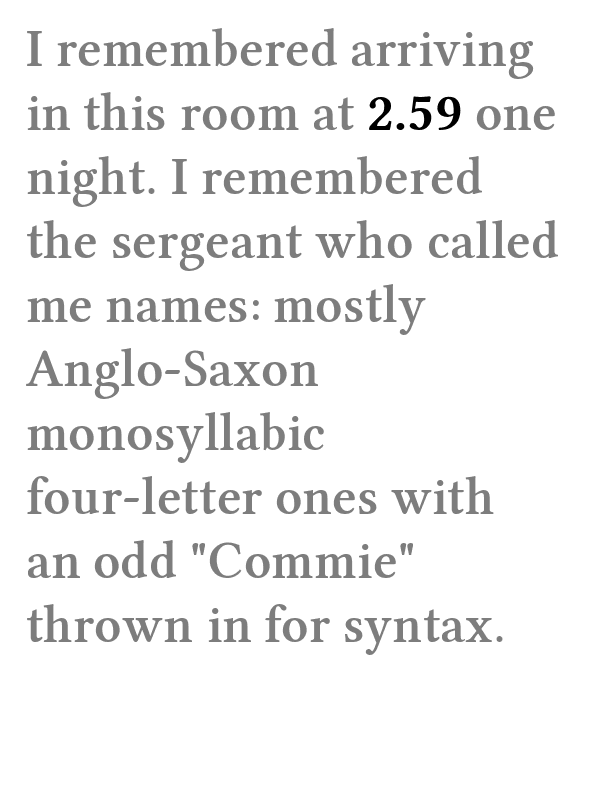 I remembered arriving
in this room at 2.59 one
night. I remembered
the sergeant who called
me names: mostly
Anglo-Saxon
monosyllabic
four-letter ones with
an odd "Commie"
thrown in for syntax.